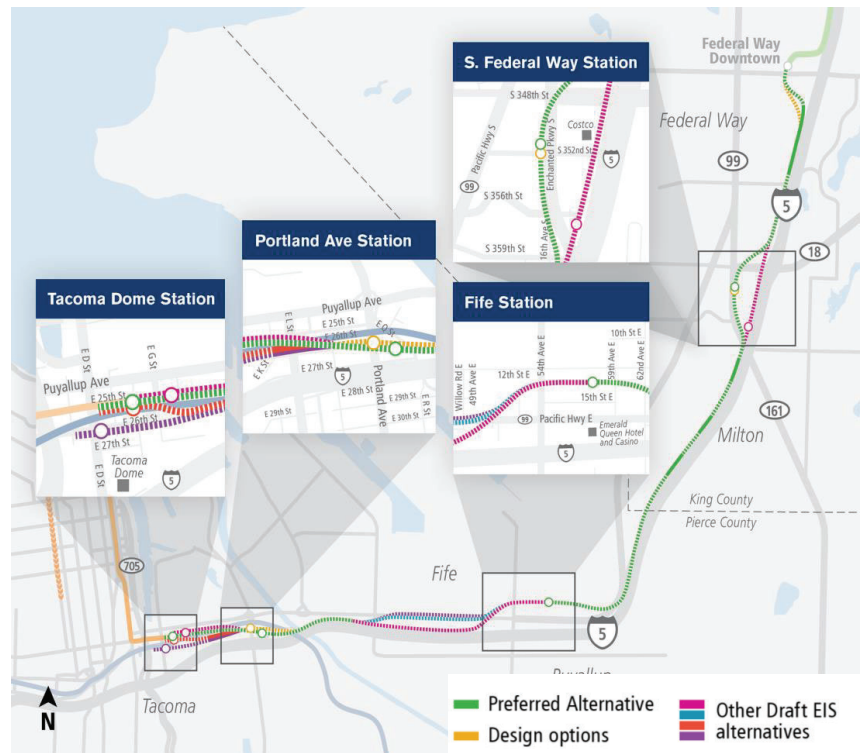 Federal Way
Downtown
Federal Way
99
5
18
161
Milton
King County
Pierce County
S. Federal Way Station
S 348th St
Costco
Pacific Hwy S
Enchanted Pkwy S
S 352nd St
5
99
S 356th St
16th Ave S
S 359th St
Portland Ave Station
Puyallup Ave
E L St
E 25th St
E Q St
E 26th St
E K St
E 27th St
5
E 28th St
Portland Ave
E 29th St
E 29th St
E R St
E 30th St
Tacoma Dome Station
E D St
E G St
Puyallup Ave
E 25th St
E 26th St
E 27th St
Tacoma
Dome
E D St
5
Fife Station
10th St E
Willow Rd E
49th Ave E
54th Ave E
59th Ave E
62nd Ave E
12th St E
15th St E
99
Pacific Hwy E
Emerald
Queen Hotel
and Casino
5
705
Fife
5
Puyallup
Tacoma
N
Preferred Alternative
Design options
Other Draft EIS
alternatives